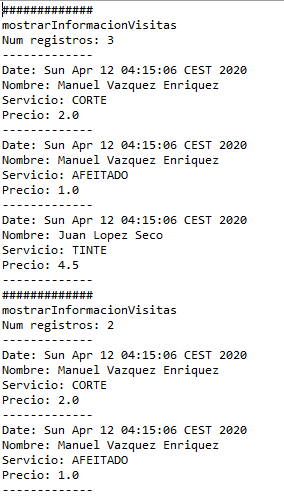 #############
mostrarInformacionVisitas
Num registros: 3
-------------
Date: Sun Apr 12 04:15:06 CEST 2020
Nombre: Manuel Vazquez Enriquez
Servicio: CORTE
Precio: 2.0
-------------
Date: Sun Apr 12 04:15:06 CEST 2020
Nombre: Manuel Vazquez Enriquez
Servicio: AFEITADO
Precio: 1.0
-------------
Date: Sun Apr 12 04:15:06 CEST 2020
Nombre: Juan Lopez Seco
Servicio: TINTE
Precio: 4.5
-------------
#############
mostrarInformacionVisitas
Num registros: 2
-------------
Date: Sun Apr 12 04:15:06 CEST 2020
Nombre: Manuel Vazquez Enriquez
Servicio: CORTE
Precio: 2.0
-------------
Date: Sun Apr 12 04:15:06 CEST 2020
Nombre: Manuel Vazquez Enriquez
Servicio: AFEITADO
Precio: 1.0
-------------